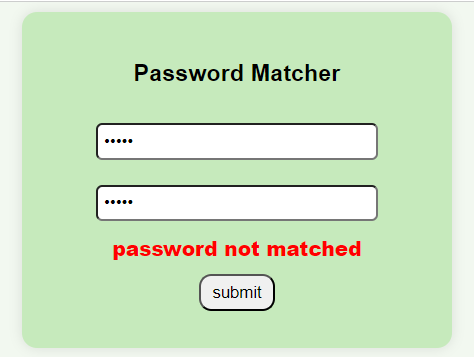 Password Matcher
•••••
•••••
password not matched
submit